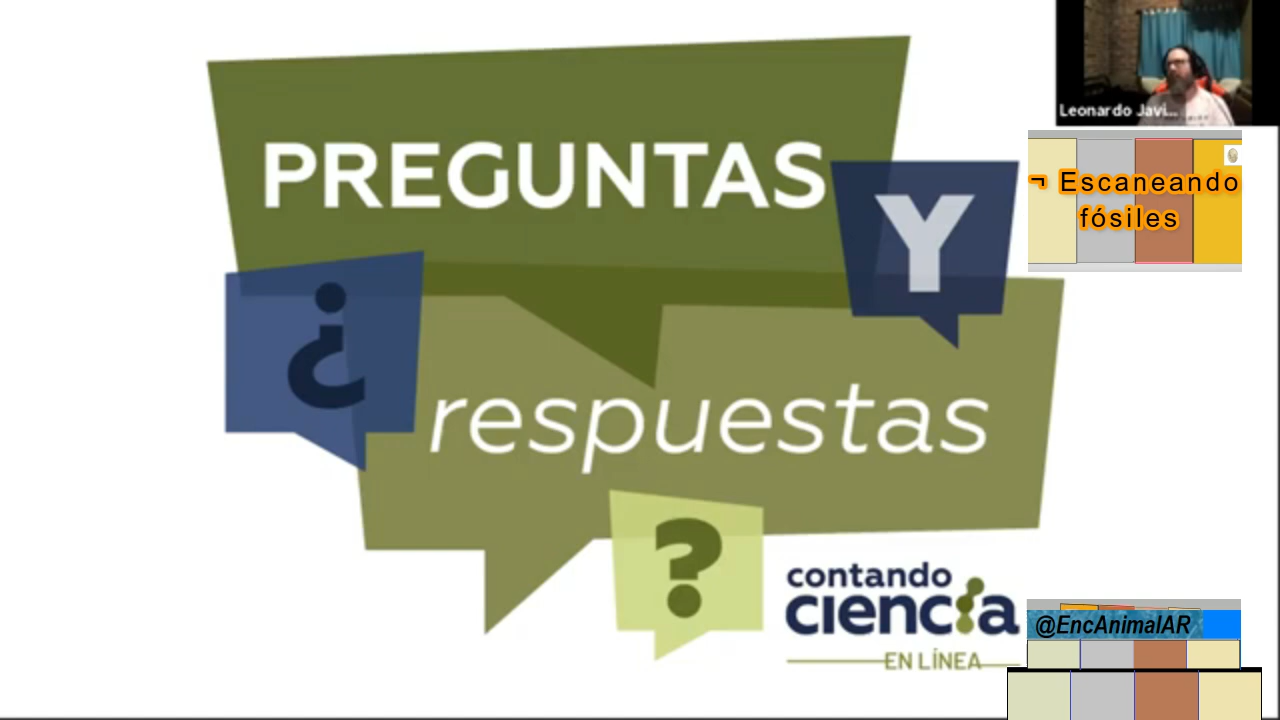 PREGUNTAS
Y
¿
respuestas
?
contando
ciencia
EN LÍNEA
Leonardo Javi...
¬ Escaneando
fósiles
@EncAnimalAR